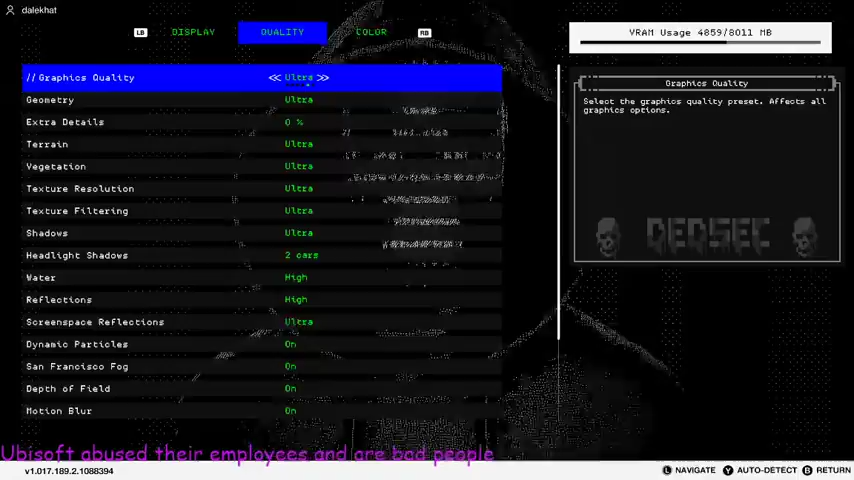 dalekhat
LB DISPLAY QUALITY COLOR RB
VRAM Usage 4859/8011 MB
//Graphics Quality << Ultra >>
Geometry Ultra
Extra Details 0 %
Terrain Ultra
Vegetation Ultra
Texture Resolution Ultra
Texture Filtering Ultra
Shadows Ultra
Headlight Shadows 2 cars
Water High
Reflections High
Screenspace Reflections Ultra
Dynamic Particles On
San Francisco Fog On
Depth of Field On
Motion Blur On
Graphics Quality
Select the graphics quality preset. Affects all
graphics options.
DEDSEC
Ubisoft abused their employees and are bad people
v1.017.189.2.1088394
L NAVIGATE Y AUTO-DETECT B RETURN